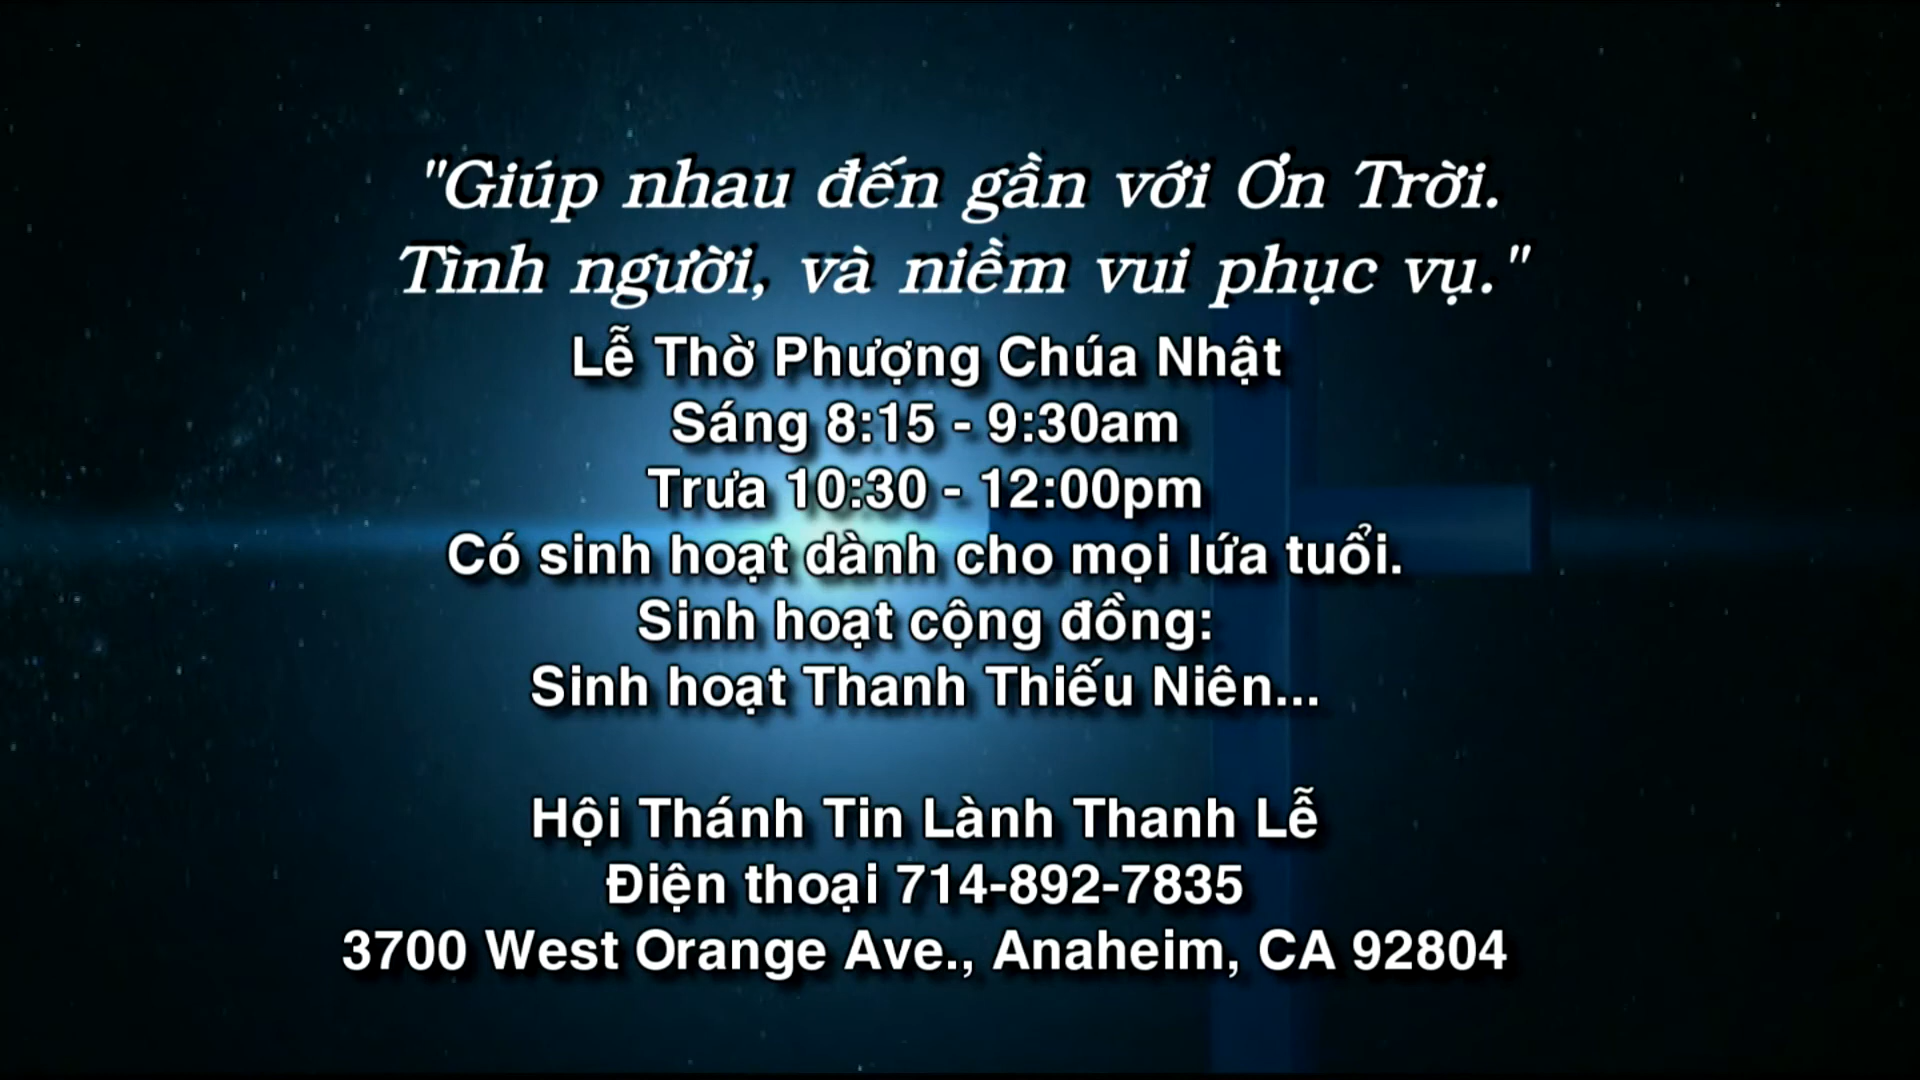 "Giúp nhau đến gần với Ơn Trời.
Tình người, và niềm vui phục vụ."
Lễ Thờ Phượng Chúa Nhật
Sáng 8:15 - 9:30am
Trưa 10:30 - 12:00pm
Có sinh hoạt dành cho mọi lứa tuổi.
Sinh hoạt cộng đồng:
Sinh hoạt Thanh Thiếu Niên...
Hội Thánh Tin Lành Thanh Lễ
Điện thoại 714-892-7835
3700 West Orange Ave., Anaheim, CA 92804